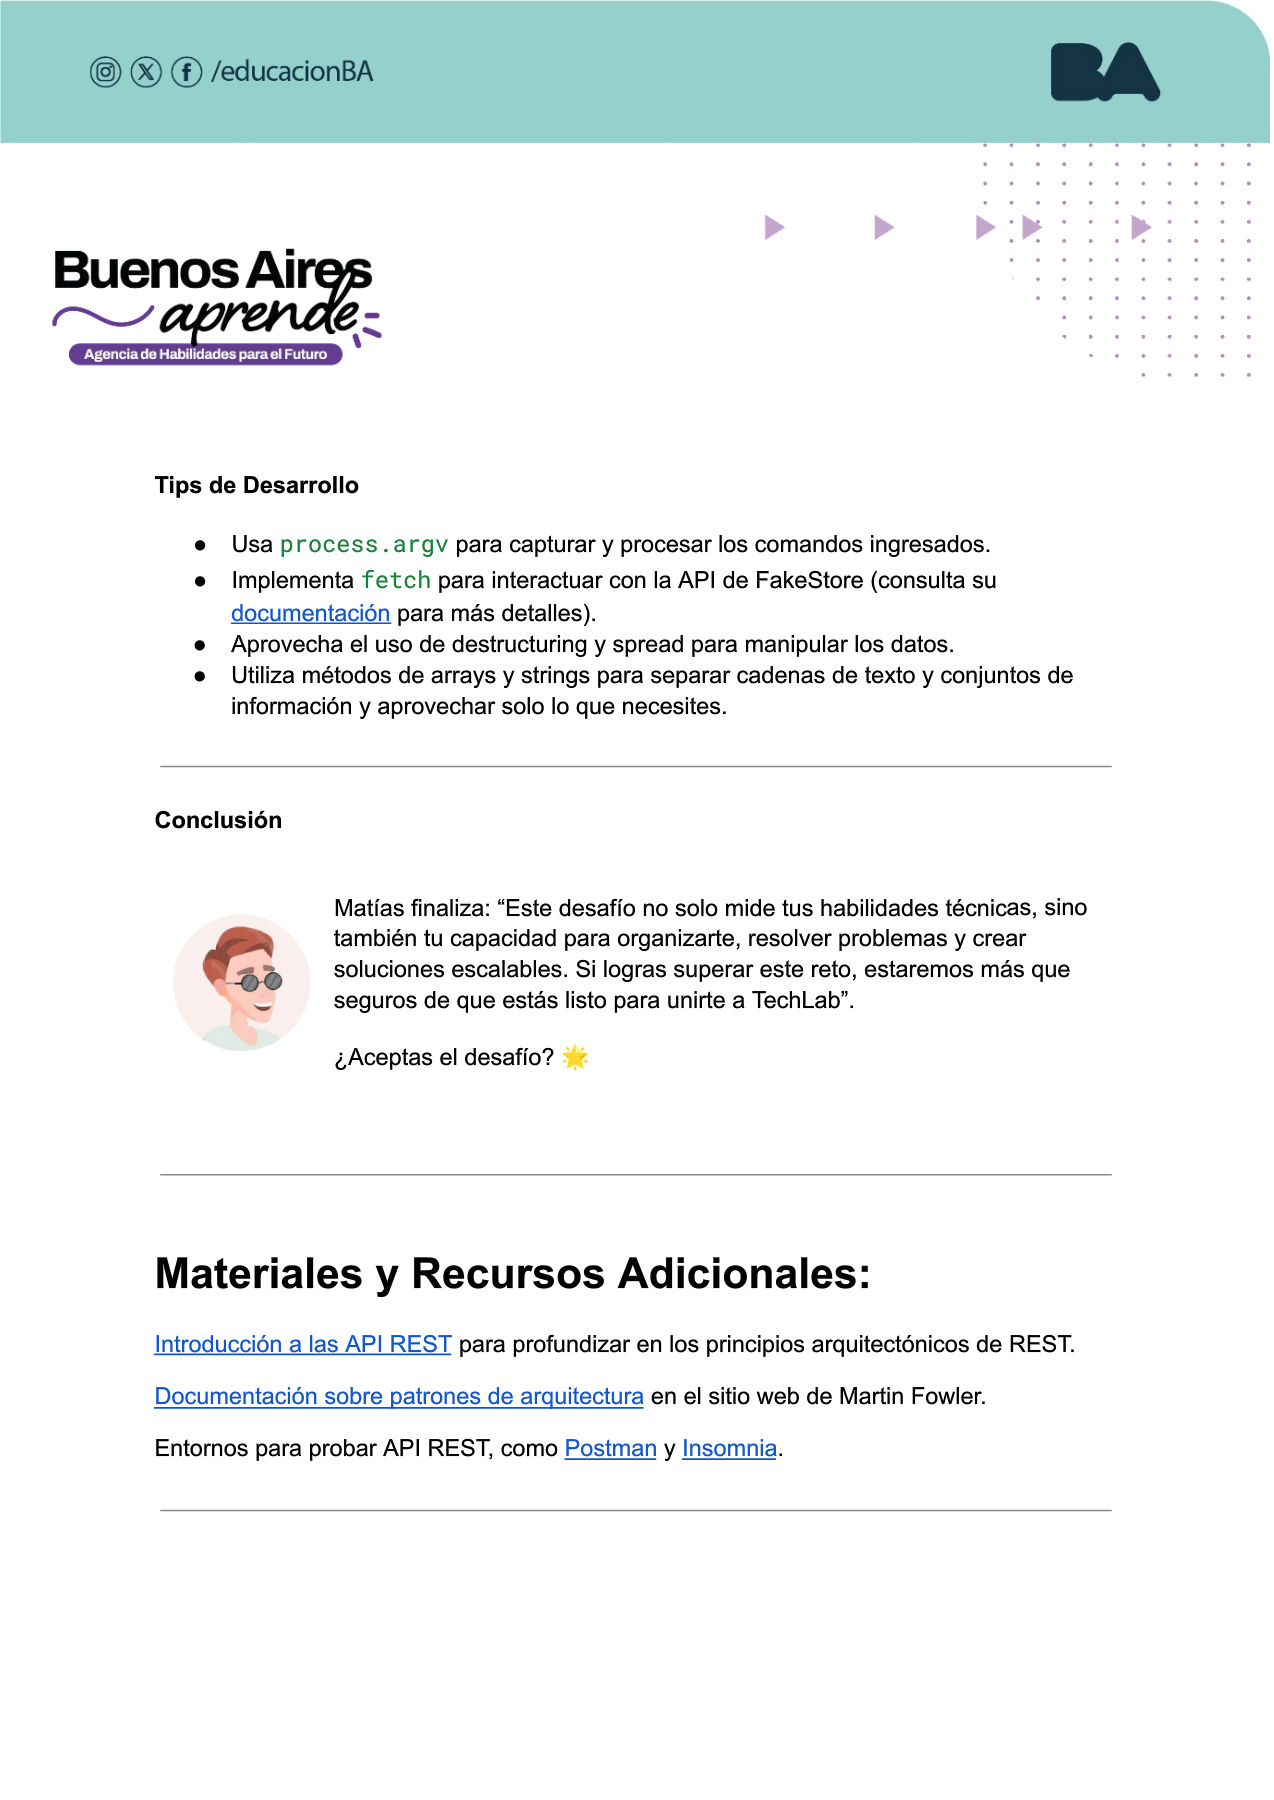 /educacionBA
BA
Buenos Aires
aprende
Agencia de Habilidades para el Futuro
Tips de Desarrollo
● Usa process.argv para capturar y procesar los comandos ingresados.
● Implementa fetch para interactuar con la API de FakeStore (consulta su
documentación para más detalles).
● Aprovecha el uso de destructuring y spread para manipular los datos.
● Utiliza métodos de arrays y strings para separar cadenas de texto y conjuntos de
información y aprovechar solo lo que necesites.
Conclusión
Matías finaliza: “Este desafío no solo mide tus habilidades técnicas, sino
también tu capacidad para organizarte, resolver problemas y crear
soluciones escalables. Si logras superar este reto, estaremos más que
seguros de que estás listo para unirte a TechLab”.
¿Aceptas el desafío? 🌟
Materiales y Recursos Adicionales:
Introducción a las API REST para profundizar en los principios arquitectónicos de REST.
Documentación sobre patrones de arquitectura en el sitio web de Martin Fowler.
Entornos para probar API REST, como Postman y Insomnia.